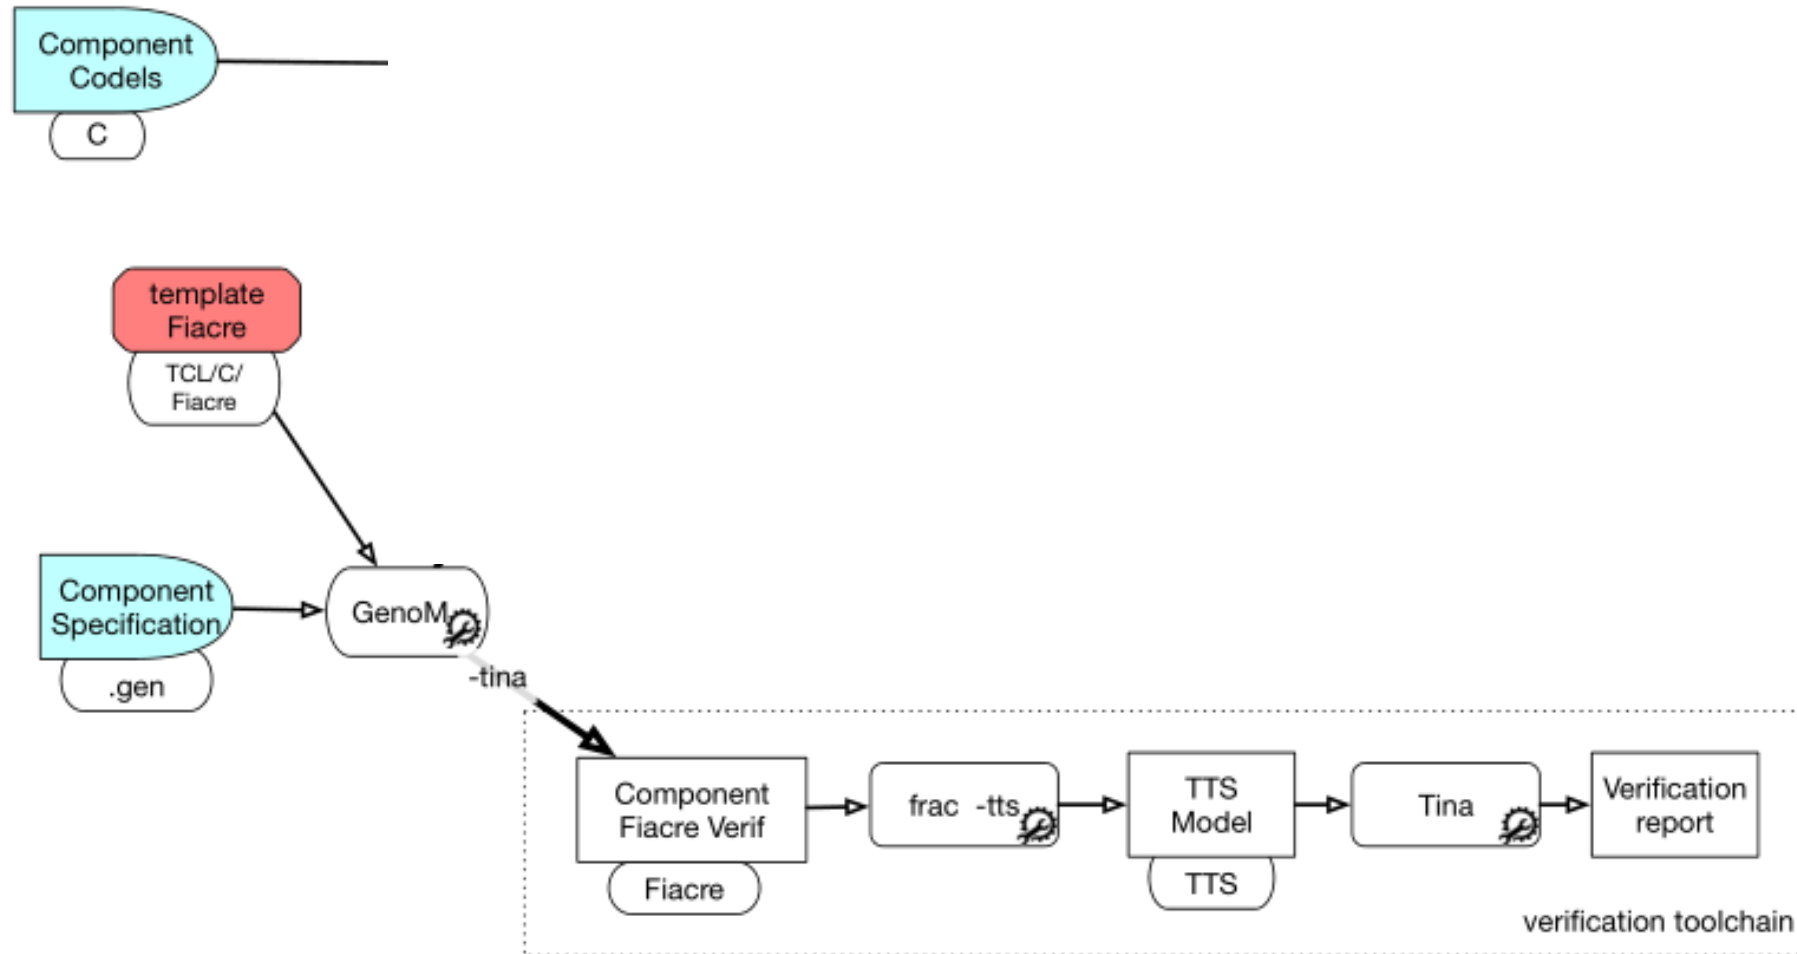 Component
Codels
C
template
Fiacre
TCL/C/
Fiacre
Component
Specification
.gen
GenoM
-tina
Component
Fiacre Verif
Fiacre
frac -tts
TTS
Model
TTS
Tina
Verification
report
verification toolchain